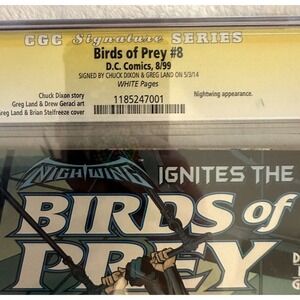 CGC Signature SERIES
Birds of Prey #8
D.C. Comics, 8/99
SIGNED BY CHUCK DIXON & GREG LAND ON 5/3/14
WHITE Pages
Chuck Dixon story
Greg Land & Drew Geraci art
Greg Land & Brian Stelfreeze cover
Nightwing appearance.
1185247001
NIGHTWING IGNITES THE
BIRDS of
PREY